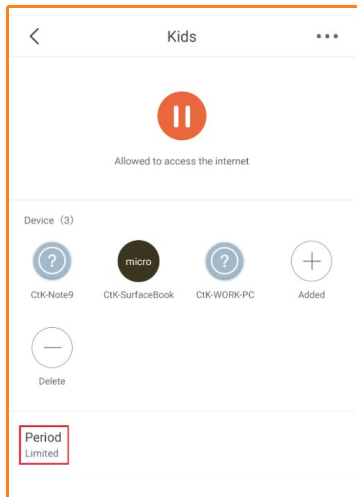 Kids
Allowed to access the internet
Device (3)
?
micro
?
CtK-Note9
CtK-SurfaceBook
CtK-WORK-PC
Added
Delete
Period
Limited